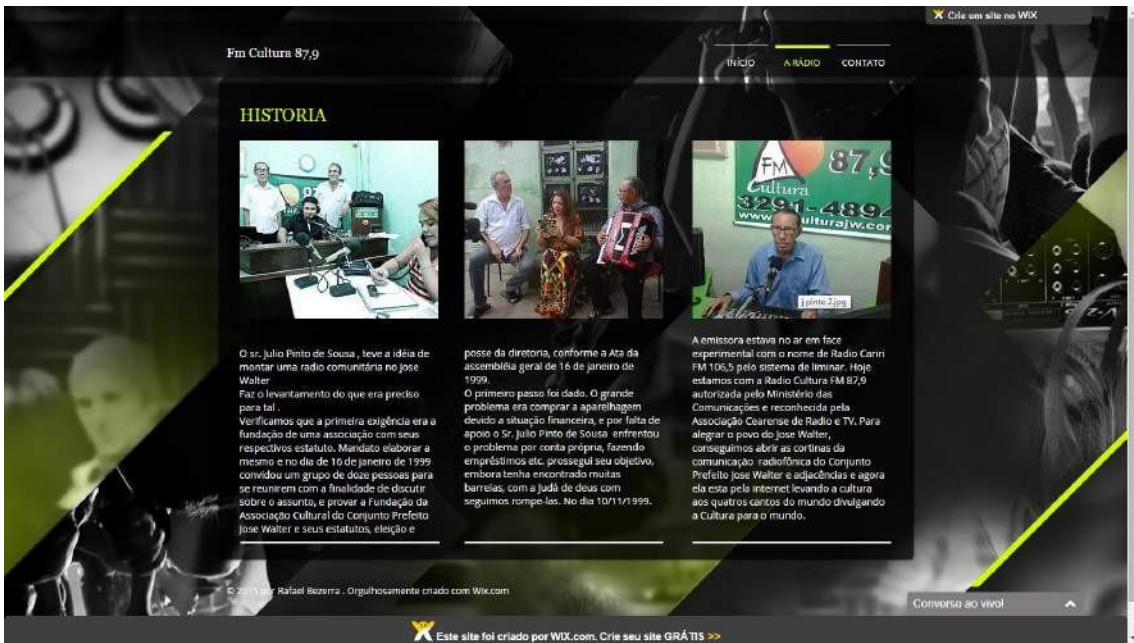 Crie um site no WiX
Fm Cultura 87,9
INÍCIO A RÁDIO CONTATO
HISTORIA
FM
87,9
Cultura
3291-4894
www. ulturajw.com
j pinto 2.jpg
O sr. Julio Pinto de Sousa , teve a idéia de
montar uma radio comunitária no Jose
Walter
Faz o levantamento do que era preciso
para tal .
Verificamos que a primeira exigência era a
fundação de uma associação com seus
respectivos estatuto. Mandato elaborar a
mesmo e no dia de 16 de janeiro de 1999
convidou um grupo de doze pessoas para
se reunirem com a finalidade de discutir
sobre o assunto, e provar a Fundação da
Associação Cultural do Conjunto Prefeito
Jose Walter e seus estatutos, eleição e
posse da diretoria, conforme a Ata da
assembléia geral de 16 de janeiro de
1999.
O primeiro passo foi dado. O grande
problema era comprar a aparelhagem
devido a situação financeira, e por falta de
apoio o Sr. Julio Pinto de Sousa enfrentou
o problema por conta própria, fazendo
empréstimos etc. prosseguí seu objetivo,
embora tenha encontrado muitas
barreias, com a Judá de deus com
seguimos rompe-las. No dia 10/11/1999.
A emissora estava no ar em face
experimental com o nome de Radio Cariri
FM 106,5 pelo sistema de liminar. Hoje
estamos com a Radio Cultura FM 87,9
autorizada pelo Ministério das
Comunicações e reconhecida pela
Associação Cearense de Radio e TV. Para
alegrar o povo do Jose Walter,
conseguimos abrir as cortinas da
comunicação radiofônica do Conjunto
Prefeito Jose Walter e adjacências e agora
ela esta pela internet levando a cultura
aos quatros cantos do mundo divulgando
a Cultura para o mundo.
© 2015 por Rafael Bezerra . Orgulhosamente criado com Wix.com
Converse ao vivo!
Este site foi criado por WIX.com. Crie seu site GRÁTIS >>